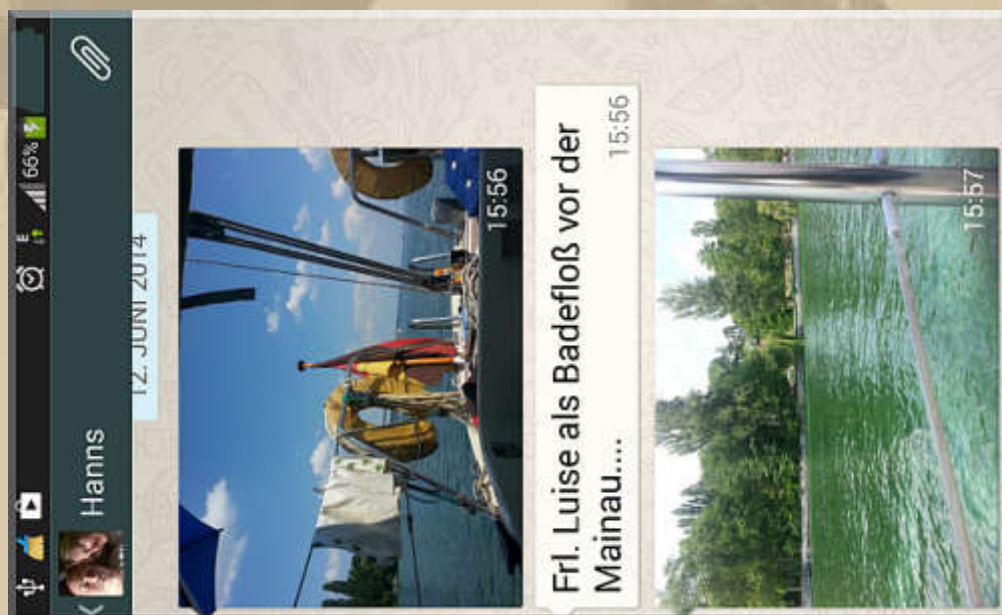 E
66%
Hanns
12. JUNI 2014
15:56
Frl. Luise als Badefloß vor der
Mainau....
15:56
15:57